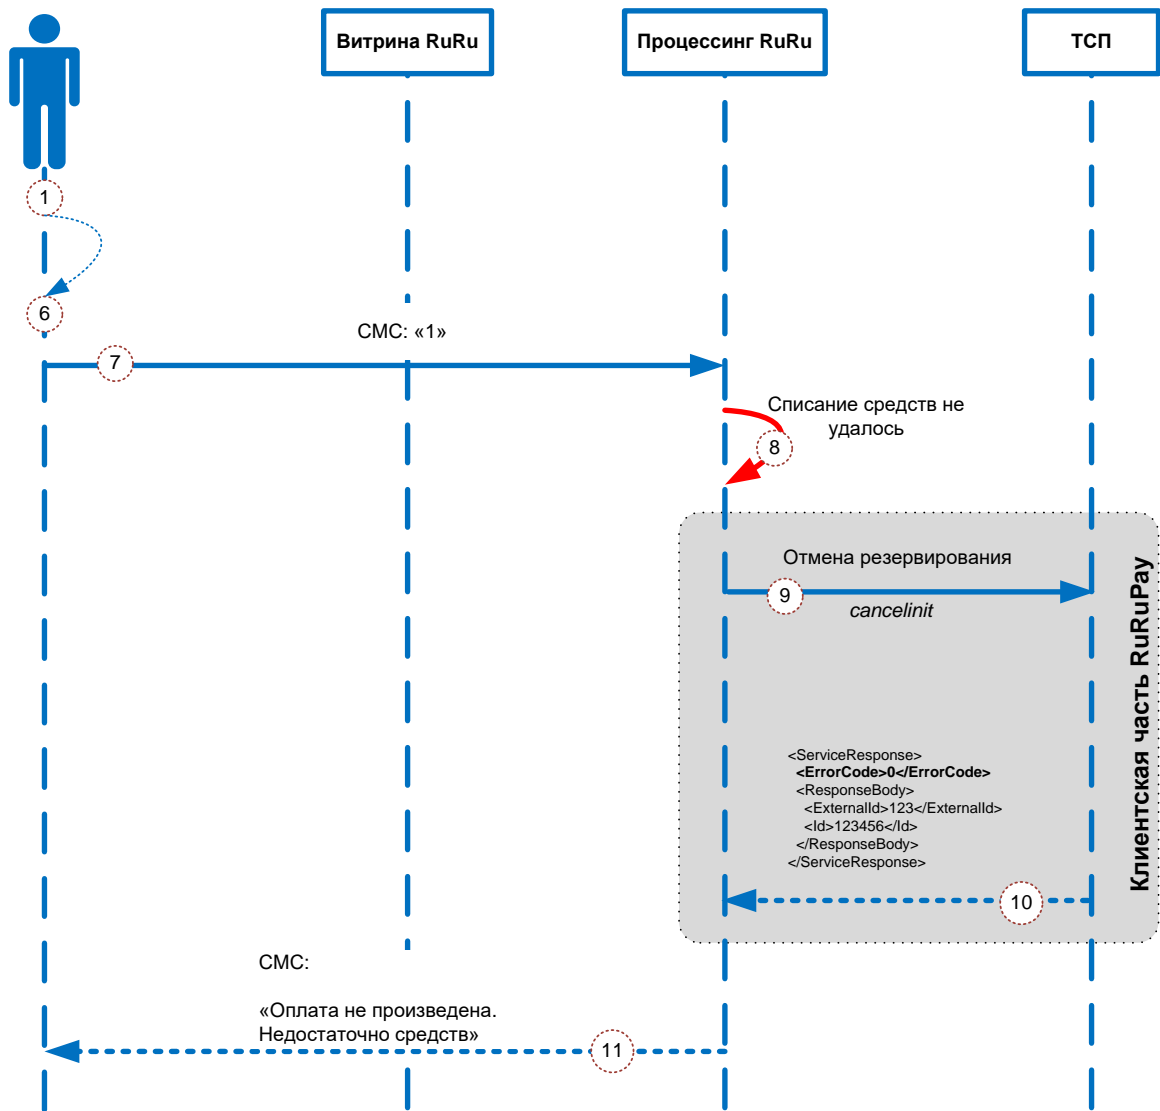 Витрина RuRu
Процессинг RuRu
ТСП
1
6
СМС: «1»
7
Списание средств не
удалось
8
Отмена резервирования
9
cancelinit
Клиентская часть RuRuPay
<ServiceResponse>
<ErrorCode>0</ErrorCode>
<ResponseBody>
<ExternalId>123</ExternalId>
<Id>123456</Id>
</ResponseBody>
</ServiceResponse>
10
СМС:
«Оплата не произведена.
Недостаточно средств»
11